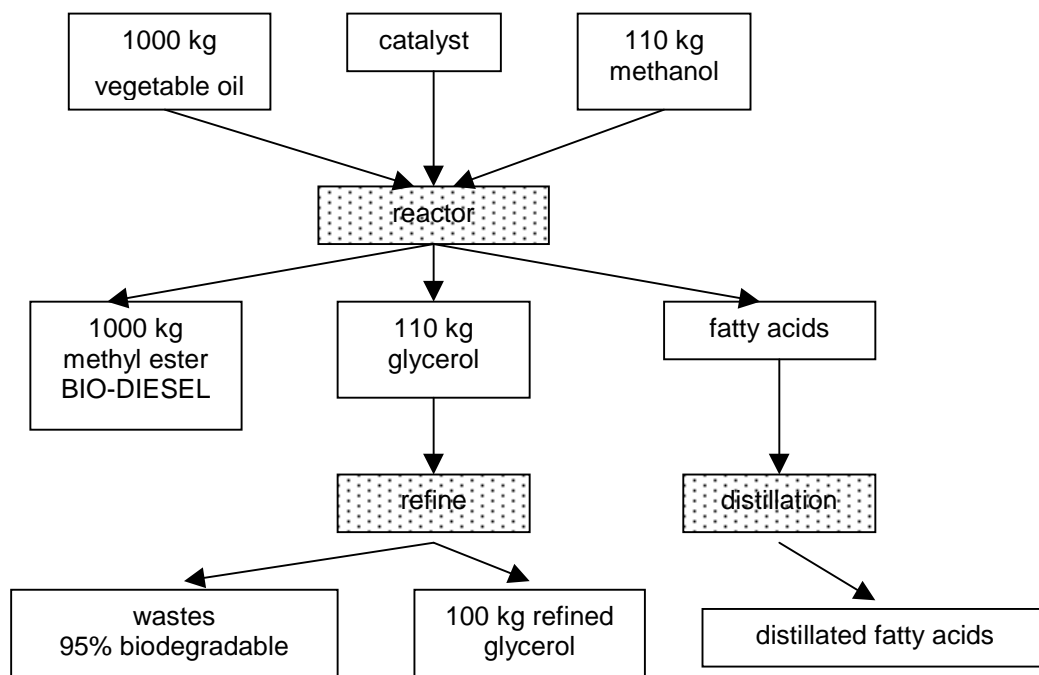 1000 kg
vegetable oil
catalyst
110 kg
methanol
reactor
1000 kg
methyl ester
BIO-DIESEL
110 kg
glycerol
fatty acids
refine
distillation
wastes
95% biodegradable
100 kg refined
glycerol
distillated fatty acids